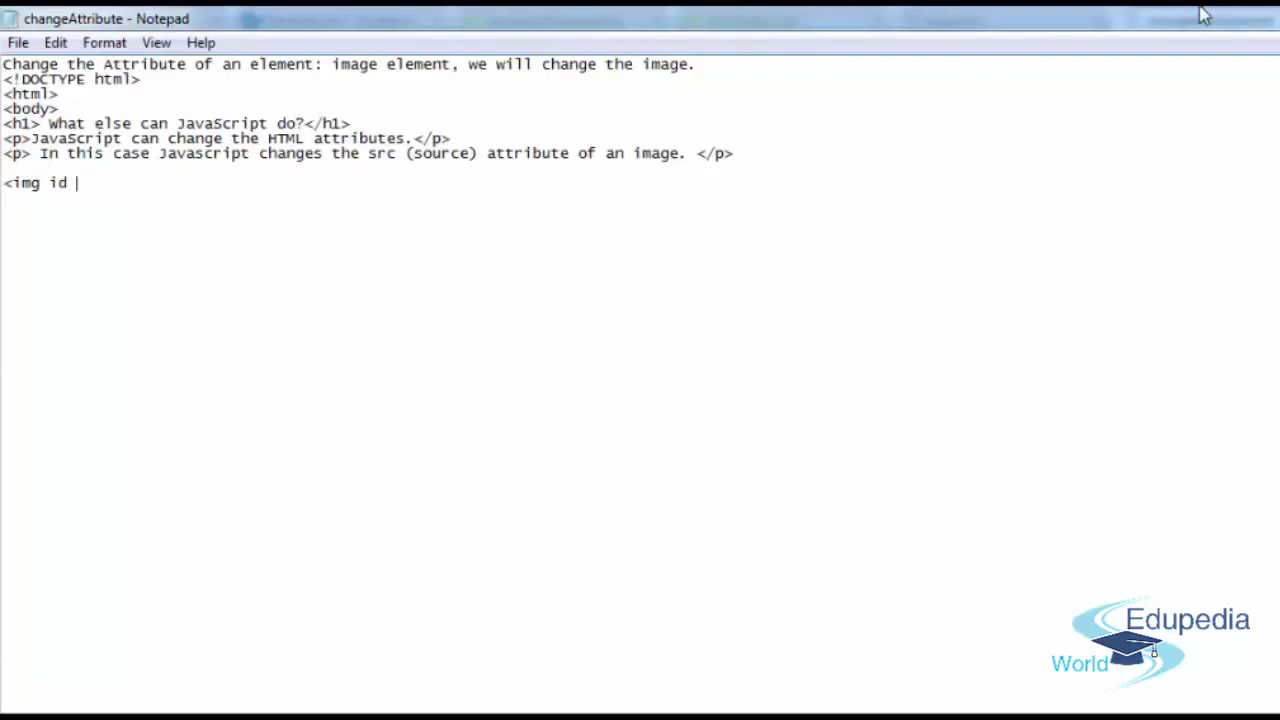 changeAttribute - Notepad
File Edit Format View Help
Change the Attribute of an element: image element, we will change the image.
<!DOCTYPE html>
<html>
<body>
<h1> What else can JavaScript do?</h1>
<p>JavaScript can change the HTML attributes.</p>
<p> In this case Javascript changes the src (source) attribute of an image. </p>
<img id
Edupedia
World